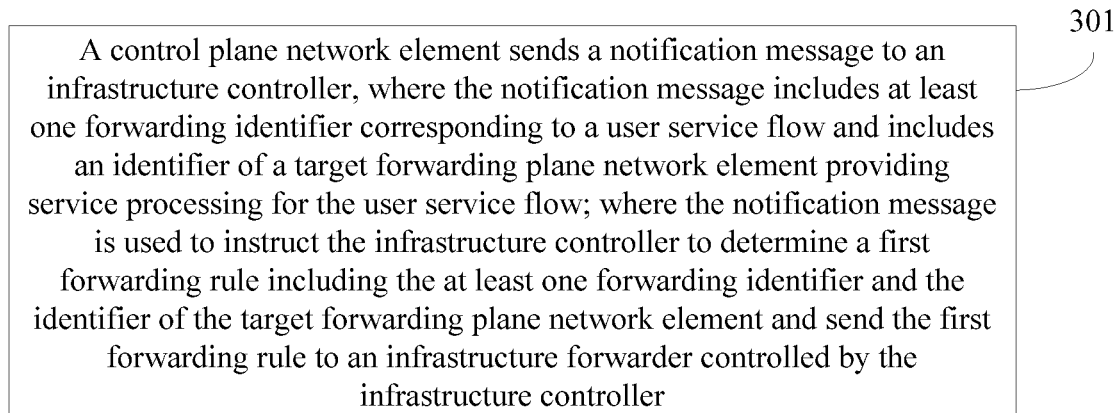 301
A control plane network element sends a notification message to an
infrastructure controller, where the notification message includes at least
one forwarding identifier corresponding to a user service flow and includes
an identifier of a target forwarding plane network element providing
service processing for the user service flow; where the notification message
is used to instruct the infrastructure controller to determine a first
forwarding rule including the at least one forwarding identifier and the
identifier of the target forwarding plane network element and send the first
forwarding rule to an infrastructure forwarder controlled by the
infrastructure controller